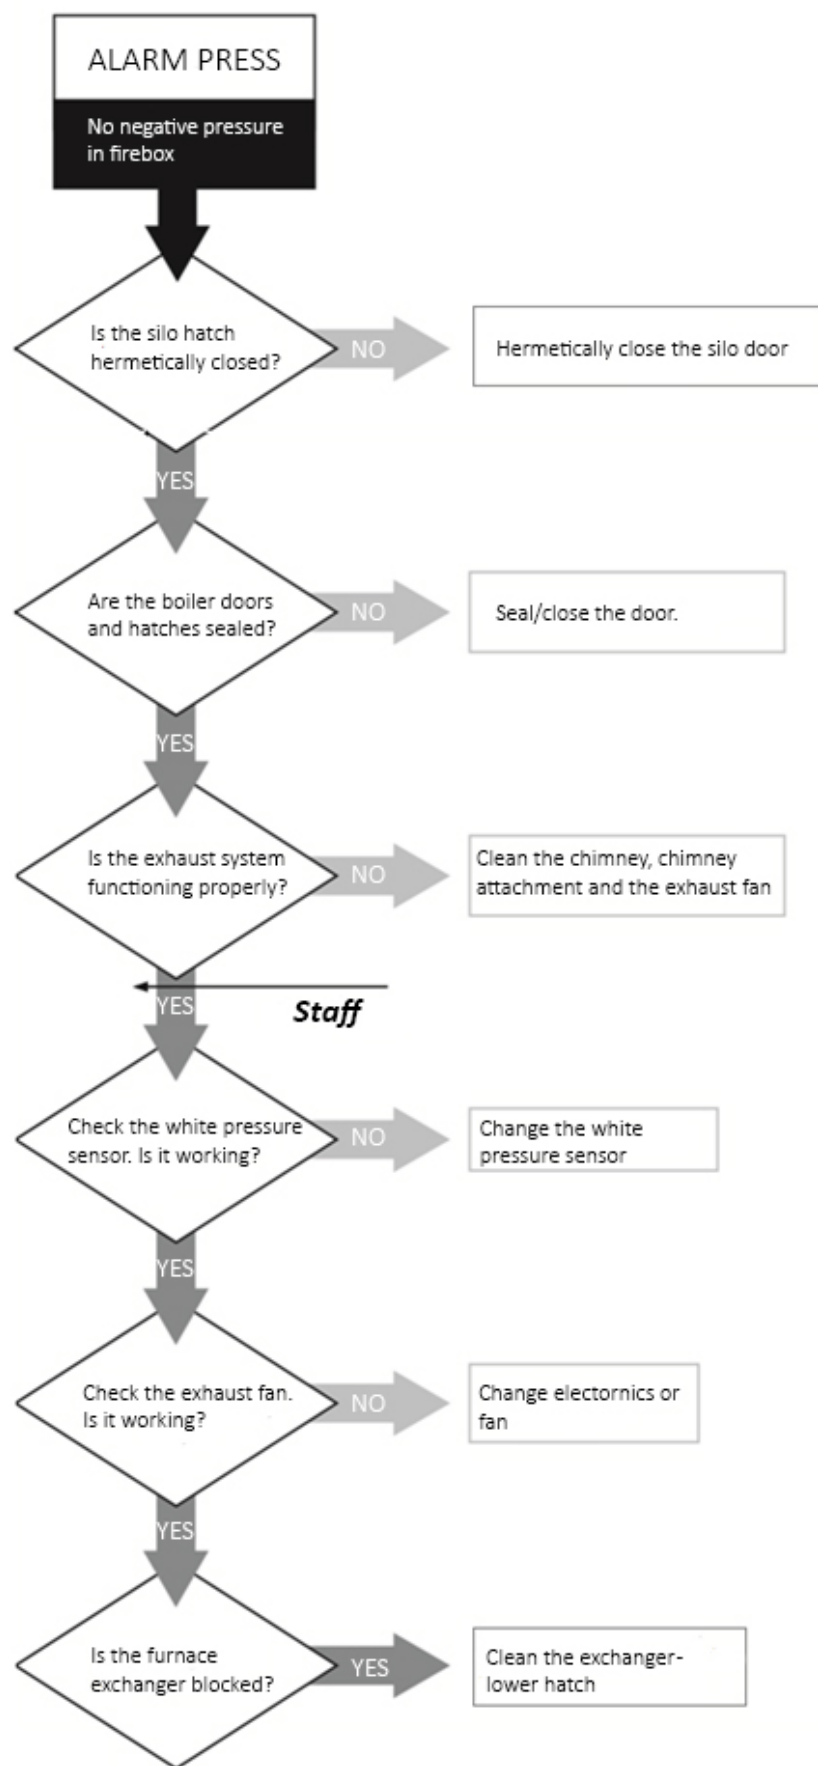 ALARM PRESS
No negative pressure
in firebox
Is the silo hatch
hermetically closed?
NO
Hermetically close the silo door
YES
Are the boiler doors
and hatches sealed?
NO
Seal/close the door.
YES
Is the exhaust system
functioning properly?
NO
Clean the chimney, chimney
attachment and the exhaust fan
YES
Staff
Check the white pressure
sensor. Is it working?
NO
Change the white
pressure sensor
YES
Check the exhaust fan.
Is it working?
NO
Change electornics or
fan
YES
Is the furnace
exchanger blocked?
YES
Clean the exchanger-
lower hatch